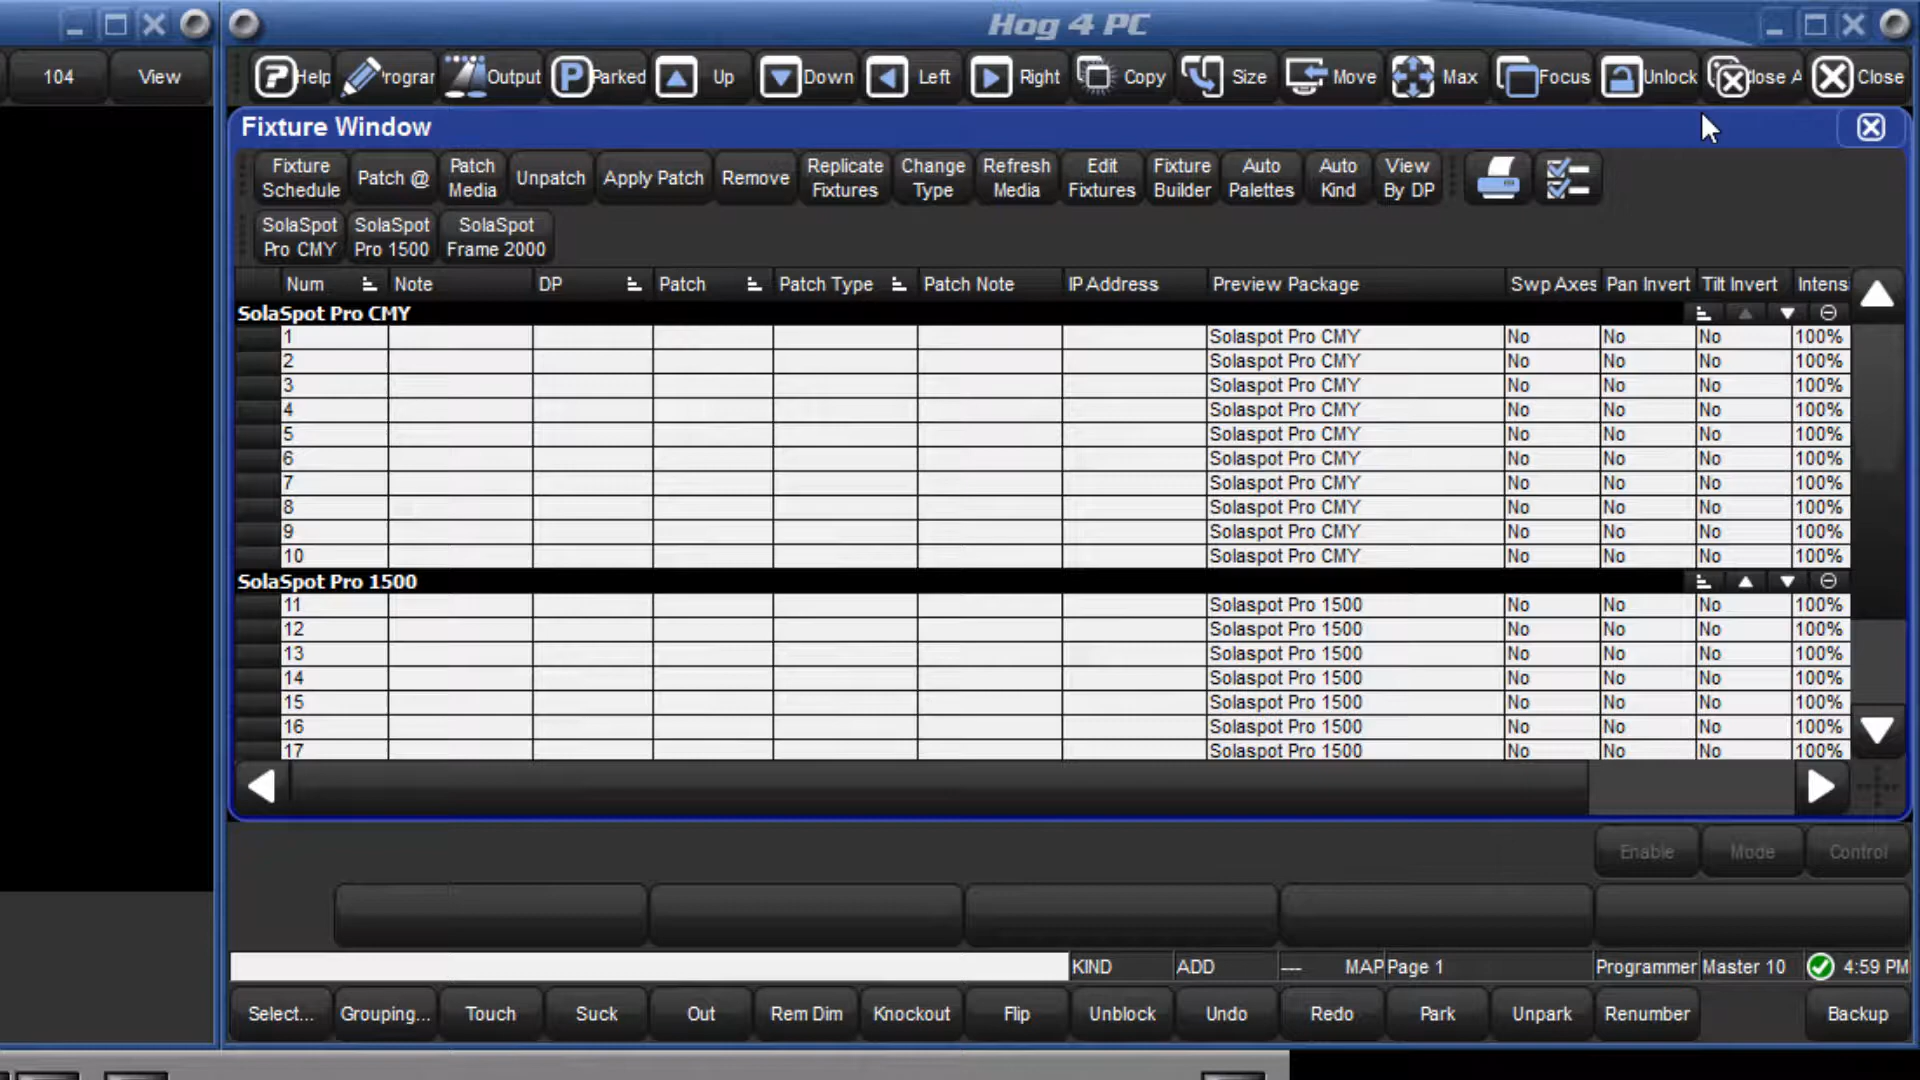 Hog 4 PC
104 View Help Output Parked Up Down Left Right Copy Size Move Max Focus Unlock Close
Fixture Window
Fixture Schedule Patch @ Patch Media Unpatch Apply Patch Remove Replicate Fixtures Change Type Refresh Media Edit Fixtures Fixture Builder Auto Palettes Auto Kind View By DP
SolaSpot Pro CMY SolaSpot Pro 1500 SolaSpot Frame 2000
Num Note DP Patch Patch Type Patch Note IP Address Preview Package Swp Axes Pan Invert Tilt Invert Intens
SolaSpot Pro CMY
1 Solaspot Pro CMY No No No 100%
2 Solaspot Pro CMY No No No 100%
3 Solaspot Pro CMY No No No 100%
4 Solaspot Pro CMY No No No 100%
5 Solaspot Pro CMY No No No 100%
6 Solaspot Pro CMY No No No 100%
7 Solaspot Pro CMY No No No 100%
8 Solaspot Pro CMY No No No 100%
9 Solaspot Pro CMY No No No 100%
10 Solaspot Pro CMY No No No 100%
SolaSpot Pro 1500
11 Solaspot Pro 1500 No No No 100%
12 Solaspot Pro 1500 No No No 100%
13 Solaspot Pro 1500 No No No 100%
14 Solaspot Pro 1500 No No No 100%
15 Solaspot Pro 1500 No No No 100%
16 Solaspot Pro 1500 No No No 100%
17 Solaspot Pro 1500 No No No 100%
Enable Mode Control
KIND ADD --- MAP Page 1 Programmer Master 10 4:59 PM
Select... Grouping... Touch Suck Out Rem Dim Knockout Flip Unblock Undo Redo Park Unpark Renumber Backup